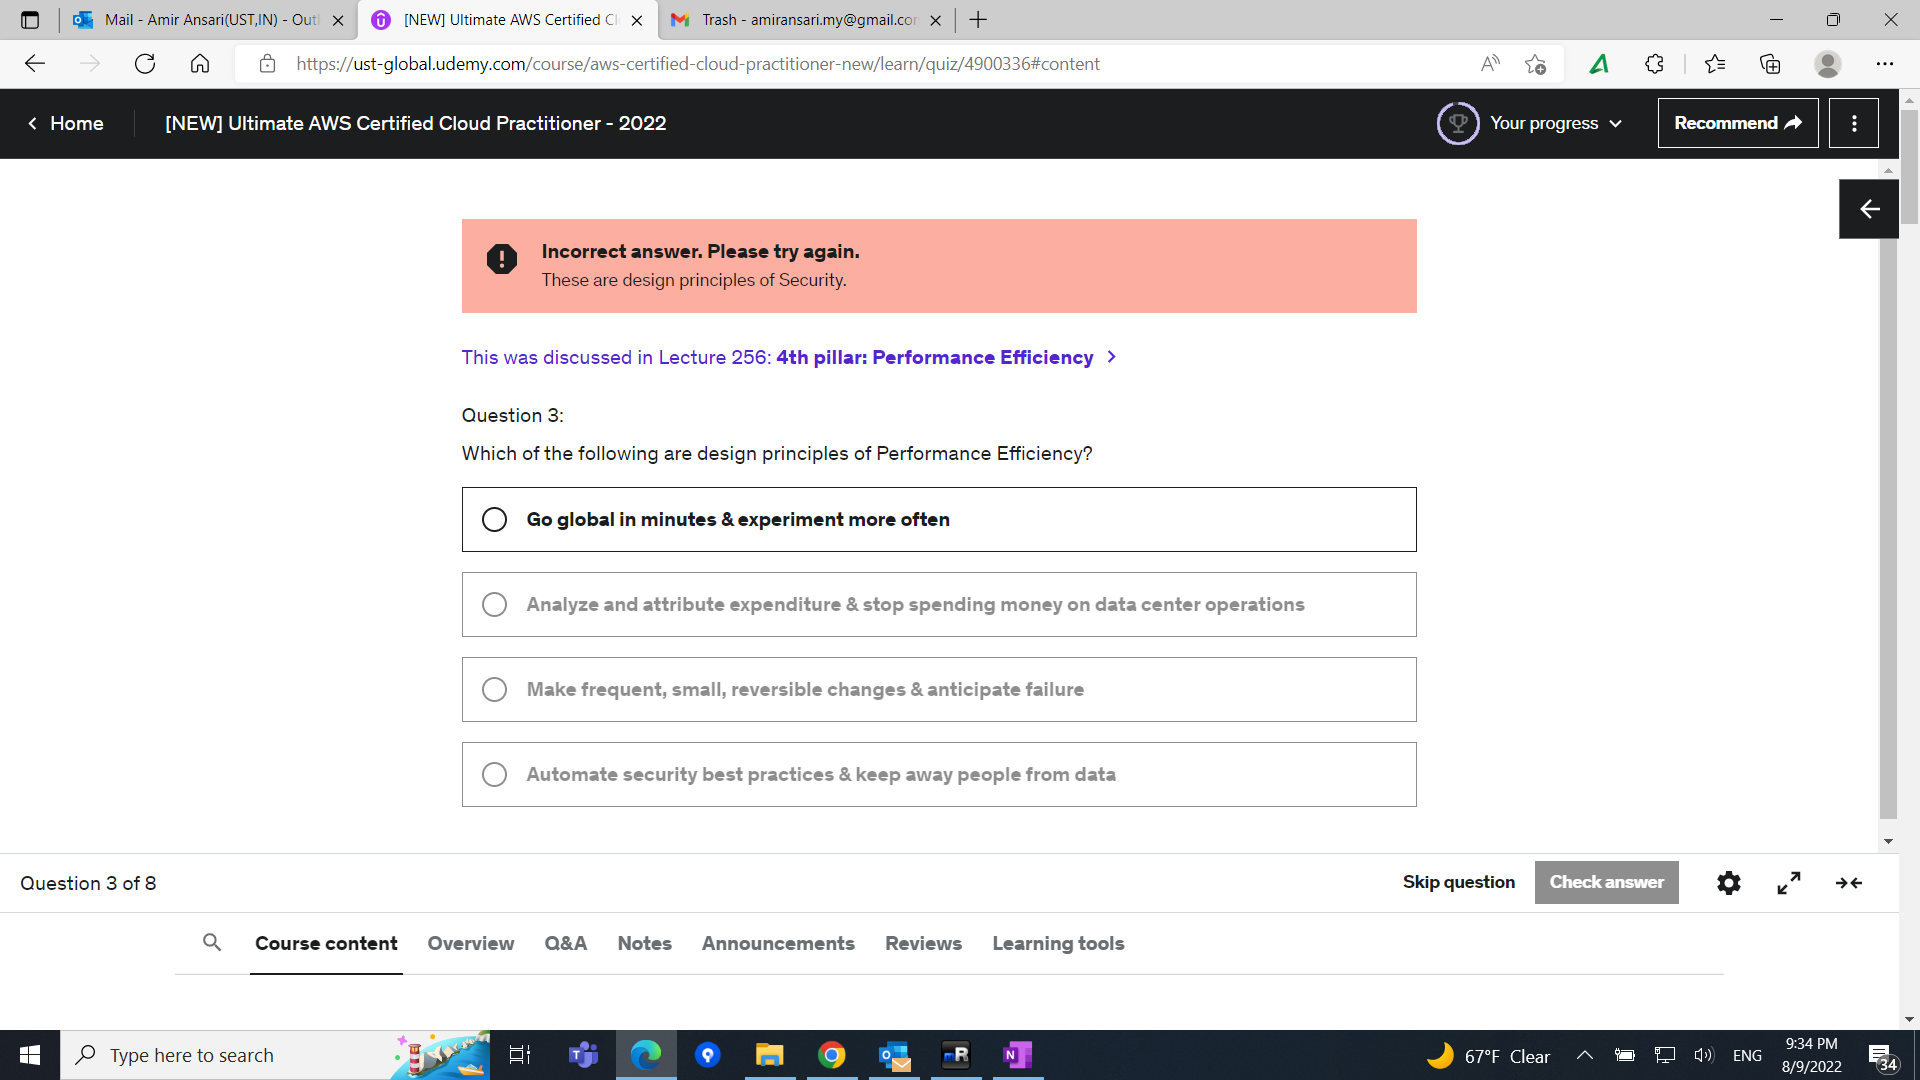 Mail - Amir Ansari(UST,IN) - Out
[NEW] Ultimate AWS Certified Cl
Trash - amiransari.my@gmail.com
https://ust-global.udemy.com/course/aws-certified-cloud-practitioner-new/learn/quiz/4900336#content
Home
[NEW] Ultimate AWS Certified Cloud Practitioner - 2022
Your progress
Recommend
Incorrect answer. Please try again.
These are design principles of Security.
This was discussed in Lecture 256: 4th pillar: Performance Efficiency
Question 3:
Which of the following are design principles of Performance Efficiency?
Go global in minutes & experiment more often
Analyze and attribute expenditure & stop spending money on data center operations
Make frequent, small, reversible changes & anticipate failure
Automate security best practices & keep away people from data
Question 3 of 8
Skip question
Check answer
Course content
Overview
Q&A
Notes
Announcements
Reviews
Learning tools
Type here to search
67°F Clear
ENG
9:34 PM
8/9/2022
34